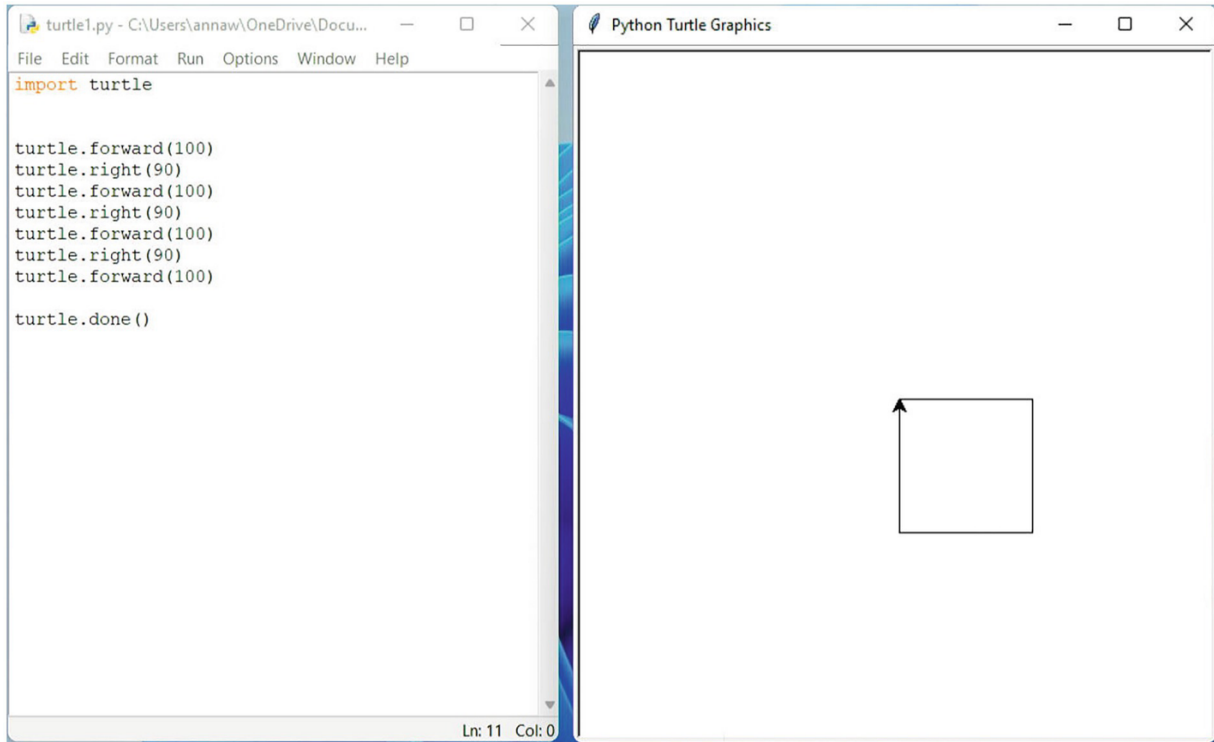 turtle1.py - C:\Users\annaw\OneDrive\Docu...
File Edit Format Run Options Window Help
import turtle
turtle.forward(100)
turtle.right(90)
turtle.forward(100)
turtle.right(90)
turtle.forward(100)
turtle.right(90)
turtle.forward(100)
turtle.done()
Ln: 11 Col: 0
Python Turtle Graphics